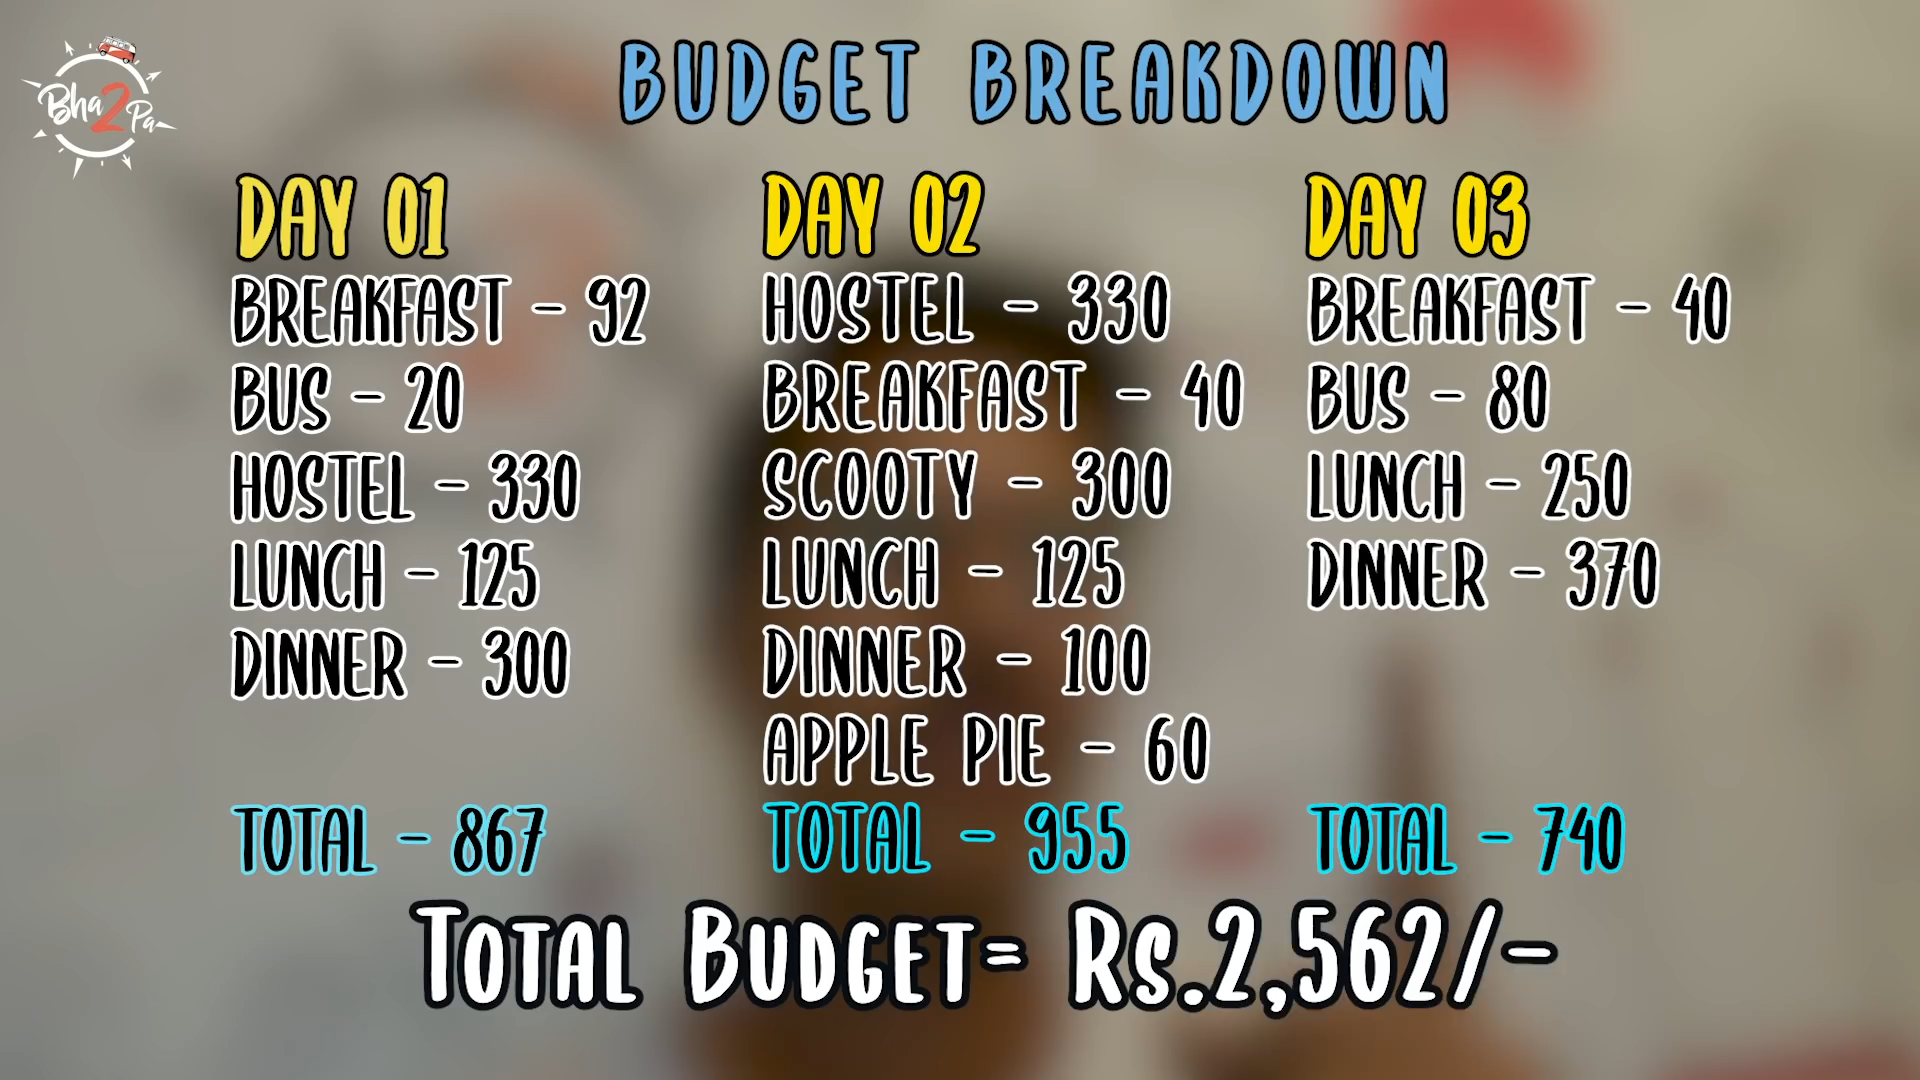 Bha2Pa
BUDGET BREAKDOWN
DAY 01
BREAKFAST - 92
BUS - 20
HOSTEL - 330
LUNCH - 125
DINNER - 300
TOTAL - 867
DAY 02
HOSTEL - 330
BREAKFAST - 40
SCOOTY - 300
LUNCH - 125
DINNER - 100
APPLE PIE - 60
TOTAL - 955
DAY 03
BREAKFAST - 40
BUS - 80
LUNCH - 250
DINNER - 370
TOTAL - 740
TOTAL BUDGET= RS.2,562/-